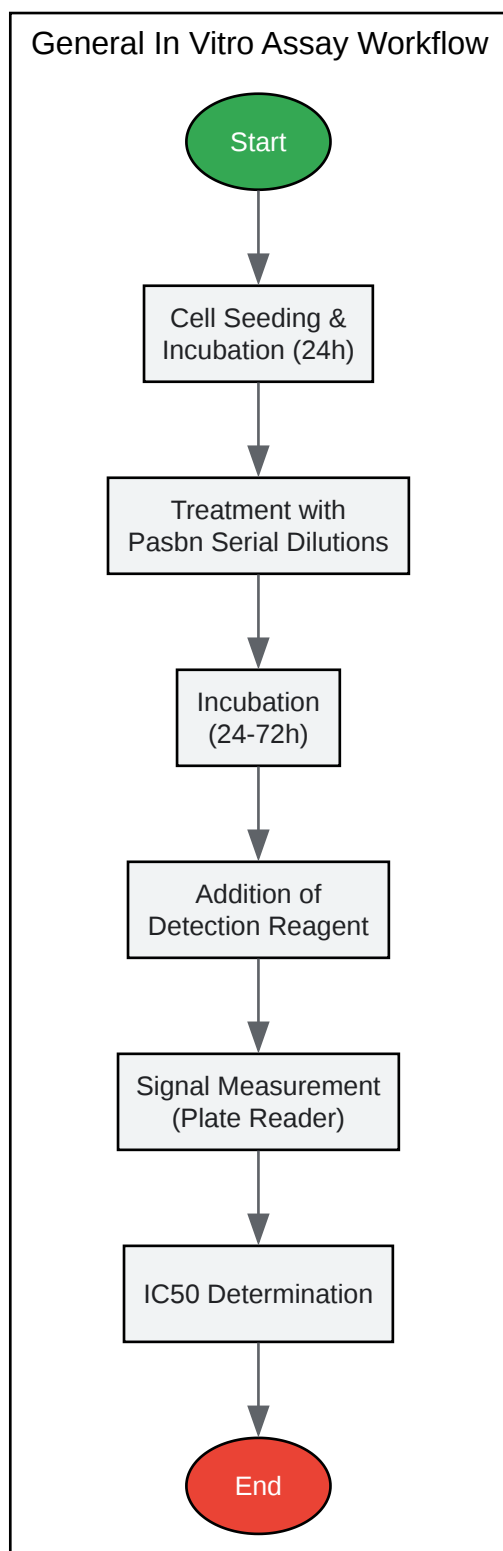 General In Vitro Assay Workflow
Start
Cell Seeding &
Incubation (24h)
Treatment with
Pasbn Serial Dilutions
Incubation
(24-72h)
Addition of
Detection Reagent
Signal Measurement
(Plate Reader)
IC50 Determination
End